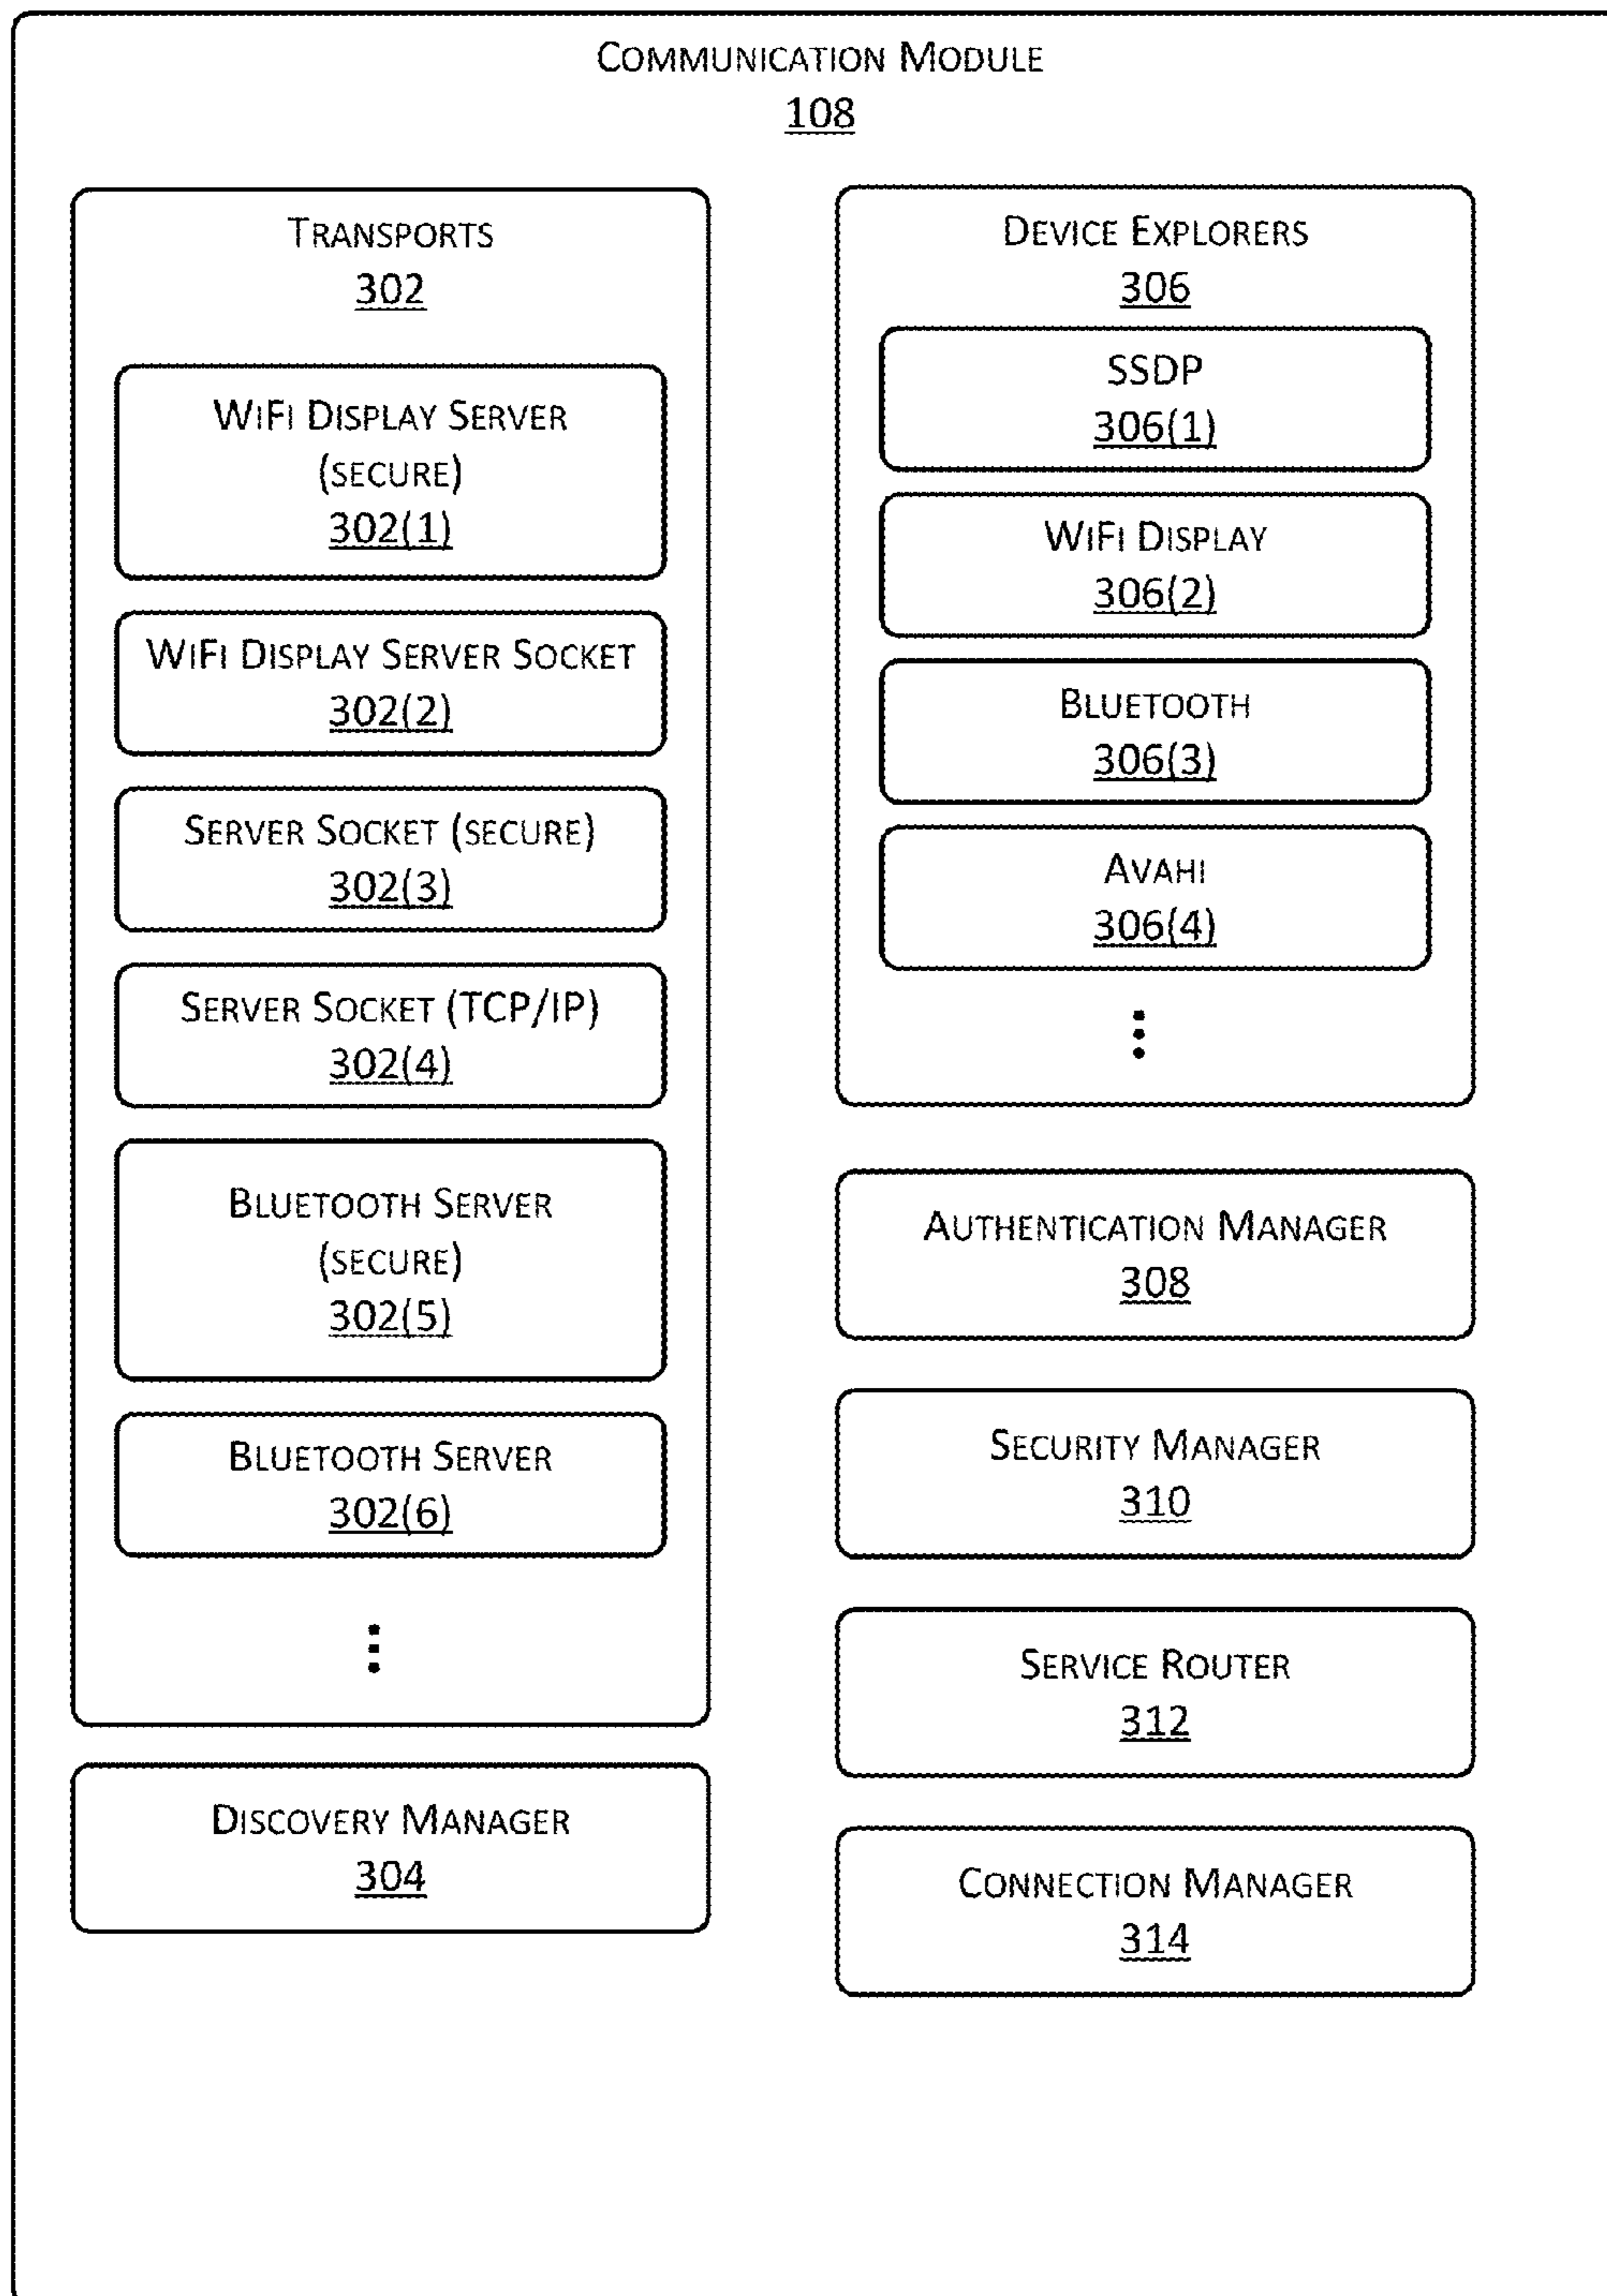 COMMUNICATION MODULE
108
TRANSPORTS
302
WIFI DISPLAY SERVER
(SECURE)
302(1)
WIFI DISPLAY SERVER SOCKET
302(2)
SERVER SOCKET (SECURE)
302(3)
SERVER SOCKET (TCP/IP)
302(4)
BLUETOOTH SERVER
(SECURE)
302(5)
BLUETOOTH SERVER
302(6)
DISCOVERY MANAGER
304
DEVICE EXPLORERS
306
SSDP
306(1)
WIFI DISPLAY
306(2)
BLUETOOTH
306(3)
AVAHI
306(4)
AUTHENTICATION MANAGER
308
SECURITY MANAGER
310
SERVICE ROUTER
312
CONNECTION MANAGER
314